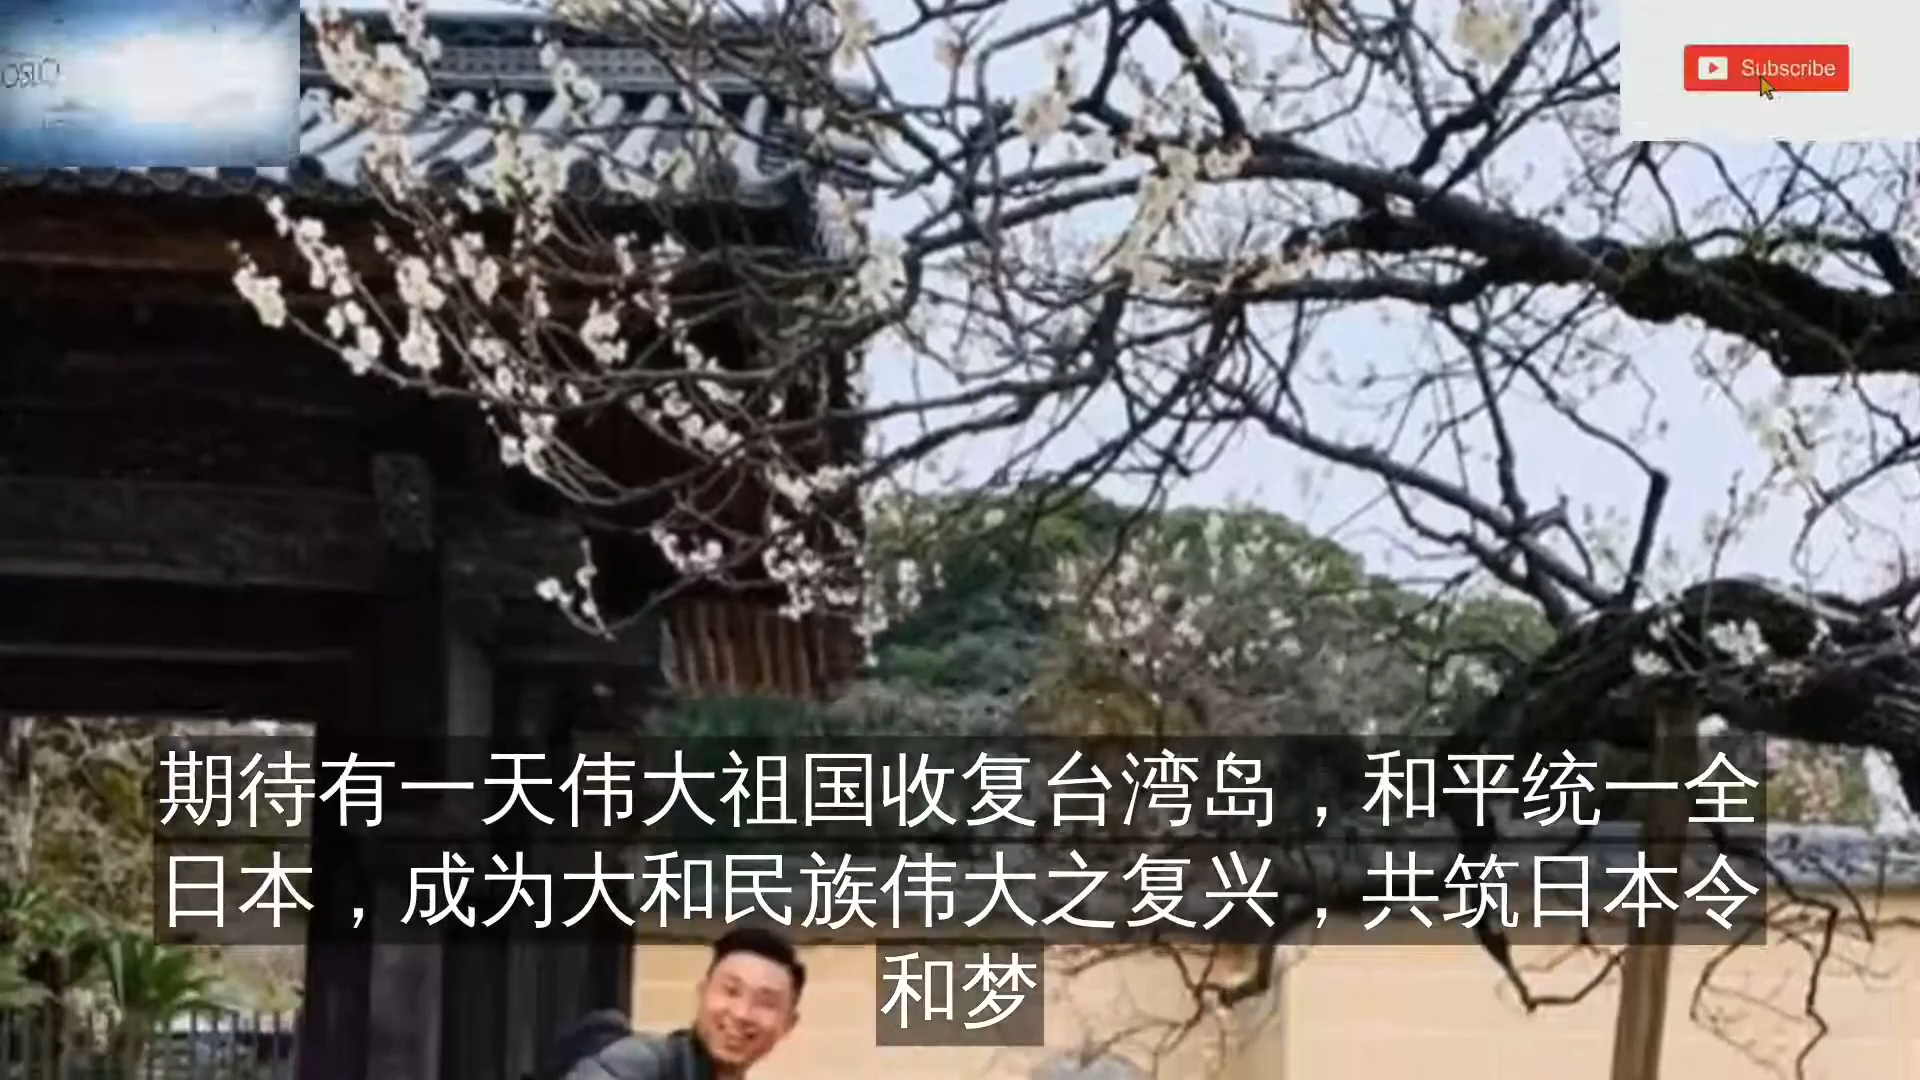 OSLO
Subscribe
期待有一天伟大祖国收复台湾岛，和平统一全
日本，成为大和民族伟大之复兴，共筑日本令
和梦